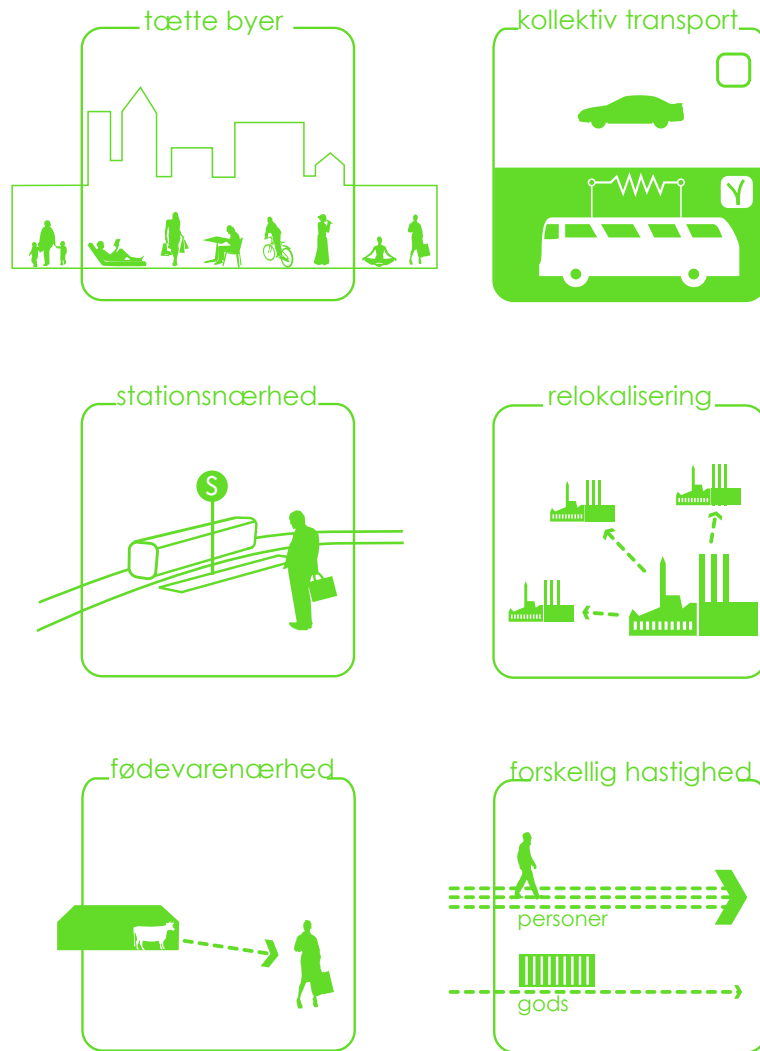 tætte byer
kollektiv transport
stationsnærhed
S
relokalisering
fødevarenærhed
forskellig hastighed
personer
gods